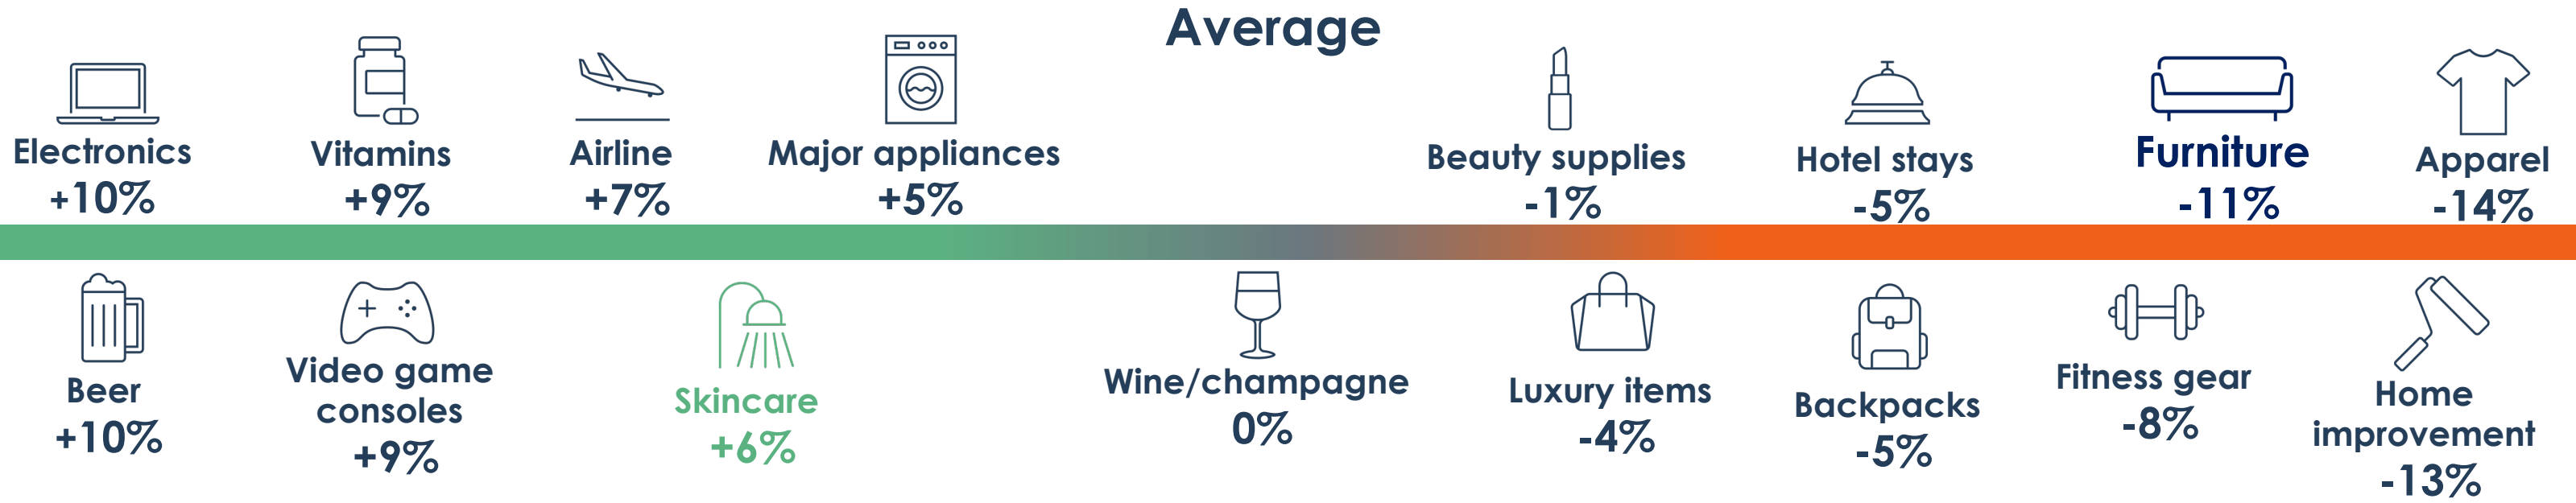 Average
Electronics
+10%
Vitamins
+9%
Airline
+7%
Major appliances
+5%
Beauty supplies
-1%
Hotel stays
-5%
Furniture
-11%
Apparel
-14%
Beer
+10%
Video game
consoles
+9%
Skincare
+6%
Wine/champagne
0%
Luxury items
-4%
Backpacks
-5%
Fitness gear
-8%
Home
improvement
-13%